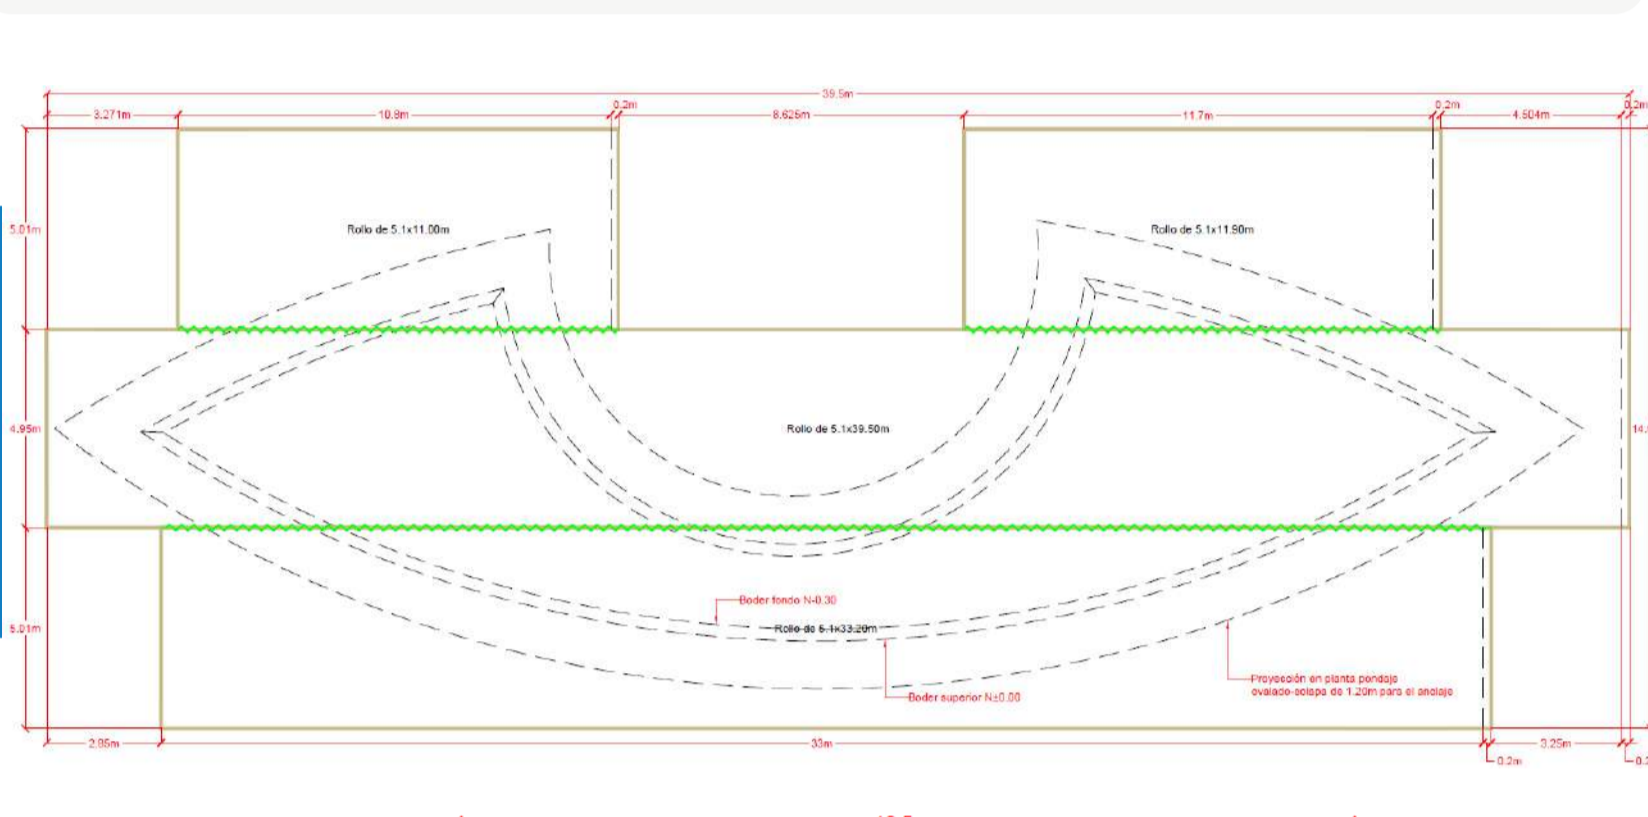 39.5m
3.271m
10.8m
0.2m
8.625m
11.7m
0.2m
4.504m
0.2m
5.01m
Rollo de 5.1x11.00m
Rollo de 5.1x11.90m
4.95m
Rollo de 5.1x39.50m
14.
5.01m
Boder fondo N-0.30
Rollo de 5.1x33.20m
Boder superior N±0.00
Proyección en planta pondaje
ovalado-solapa de 1.20m para el anclaje
2.85m
33m
0.2m
3.25m
0.2